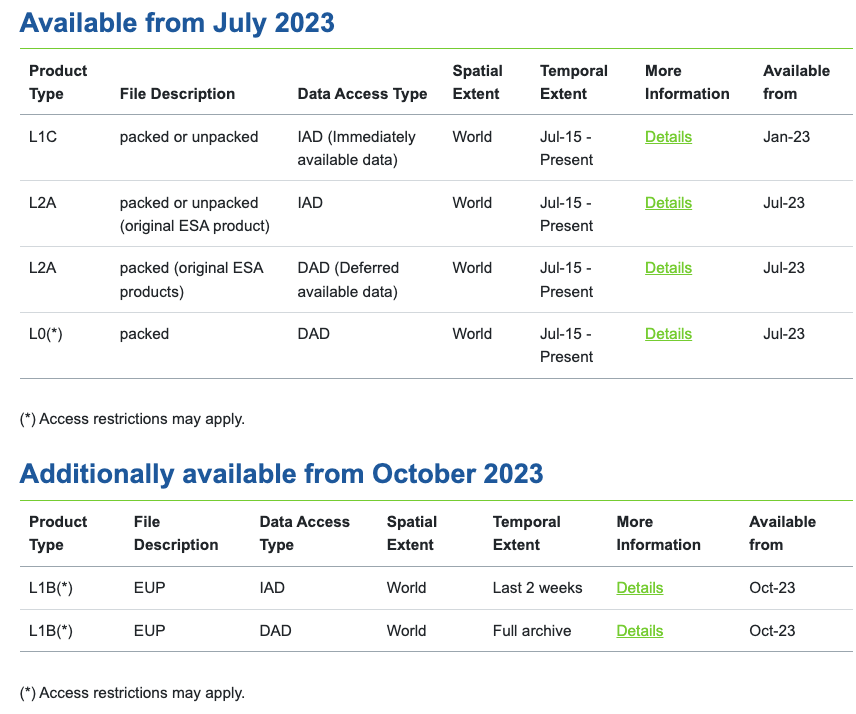 Available from July 2023
Product Type	File Description	Data Access Type	Spatial Extent	Temporal Extent	More Information	Available from
L1C	packed or unpacked	IAD (Immediately available data)	World	Jul-15 - Present	Details	Jan-23
L2A	packed or unpacked (original ESA product)	IAD	World	Jul-15 - Present	Details	Jul-23
L2A	packed (original ESA products)	DAD (Deferred available data)	World	Jul-15 - Present	Details	Jul-23
L0(*)	packed	DAD	World	Jul-15 - Present	Details	Jul-23
(*) Access restrictions may apply.
Additionally available from October 2023
Product Type	File Description	Data Access Type	Spatial Extent	Temporal Extent	More Information	Available from
L1B(*)	EUP	IAD	World	Last 2 weeks	Details	Oct-23
L1B(*)	EUP	DAD	World	Full archive	Details	Oct-23
(*) Access restrictions may apply.